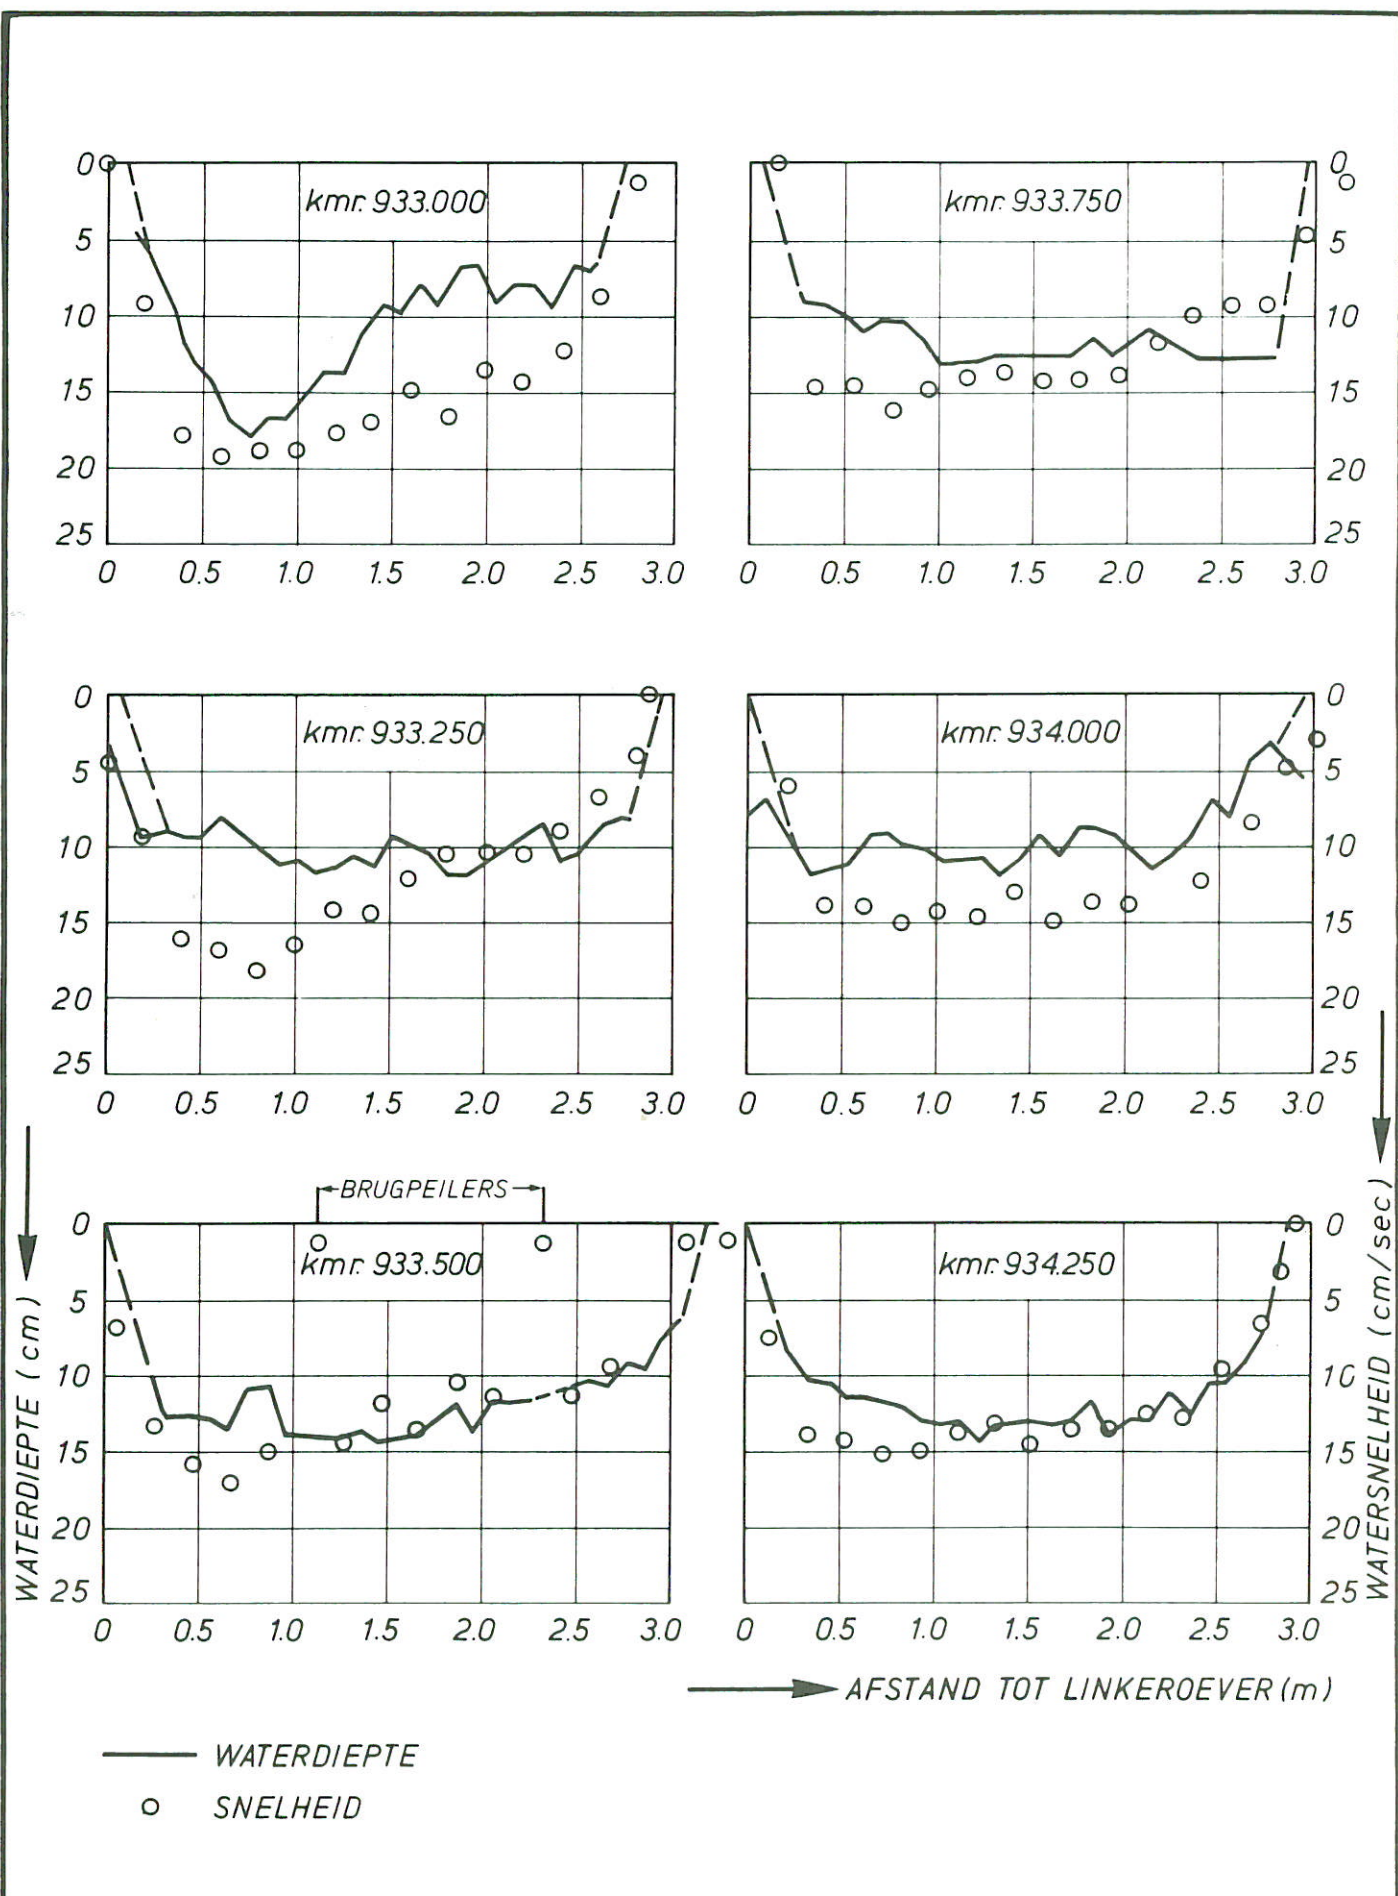 kmr. 933.000
0
5
10
15
20
25
0 0.5 1.0 1.5 2.0 2.5 3.0
kmr. 933.750
0
5
10
15
20
25
0 0.5 1.0 1.5 2.0 2.5 3.0
kmr. 933.250
0
5
10
15
20
25
0 0.5 1.0 1.5 2.0 2.5 3.0
kmr. 934.000
0
5
10
15
20
25
0 0.5 1.0 1.5 2.0 2.5 3.0
BRUGPEILERS
kmr. 933.500
0
5
10
15
20
25
0 0.5 1.0 1.5 2.0 2.5 3.0
kmr. 934.250
0
5
10
15
20
25
0 0.5 1.0 1.5 2.0 2.5 3.0
WATERDIEPTE (cm)
WATERSNELHEID (cm/sec)
AFSTAND TOT LINKEROEVER (m)
WATERDIEPTE
SNELHEID